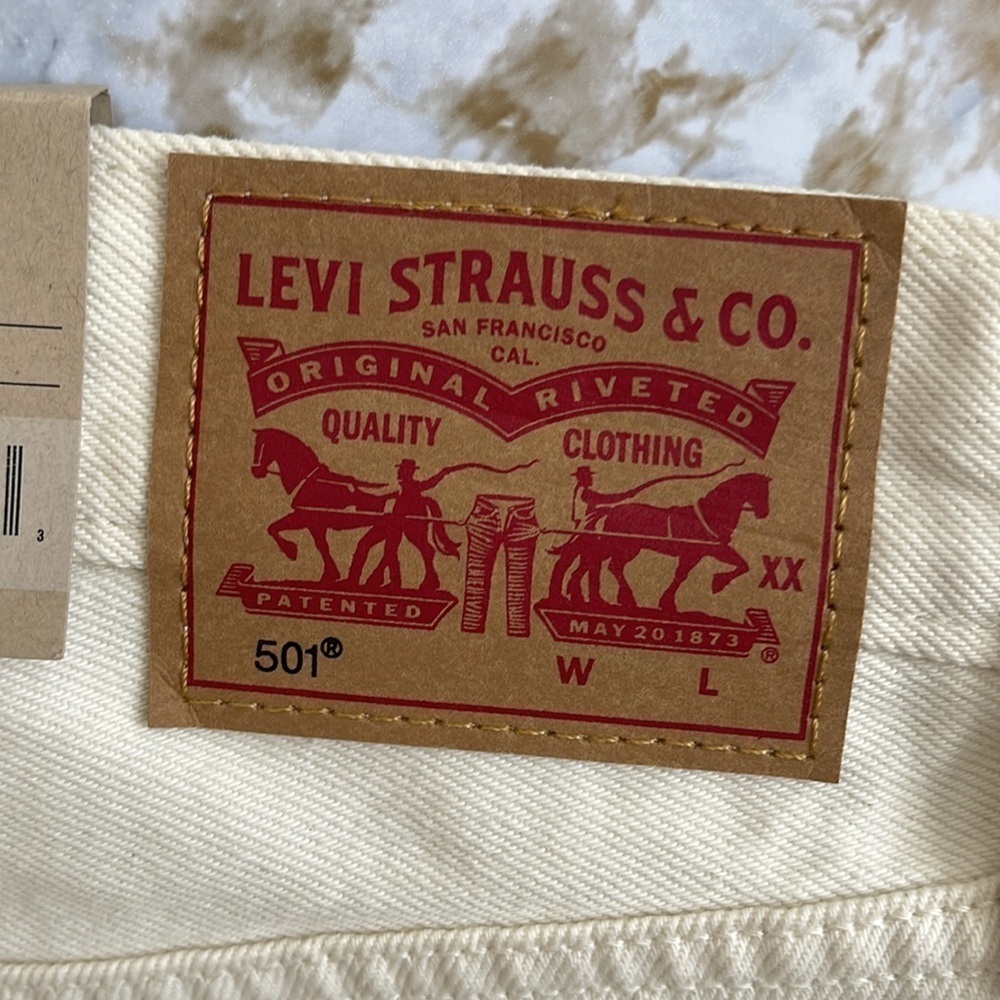 LEVI STRAUSS & CO.
SAN FRANCISCO
CAL.
ORIGINAL RIVETED
QUALITY CLOTHING
XX
PATENTED MAY 20 1873 ®
501® W L
3